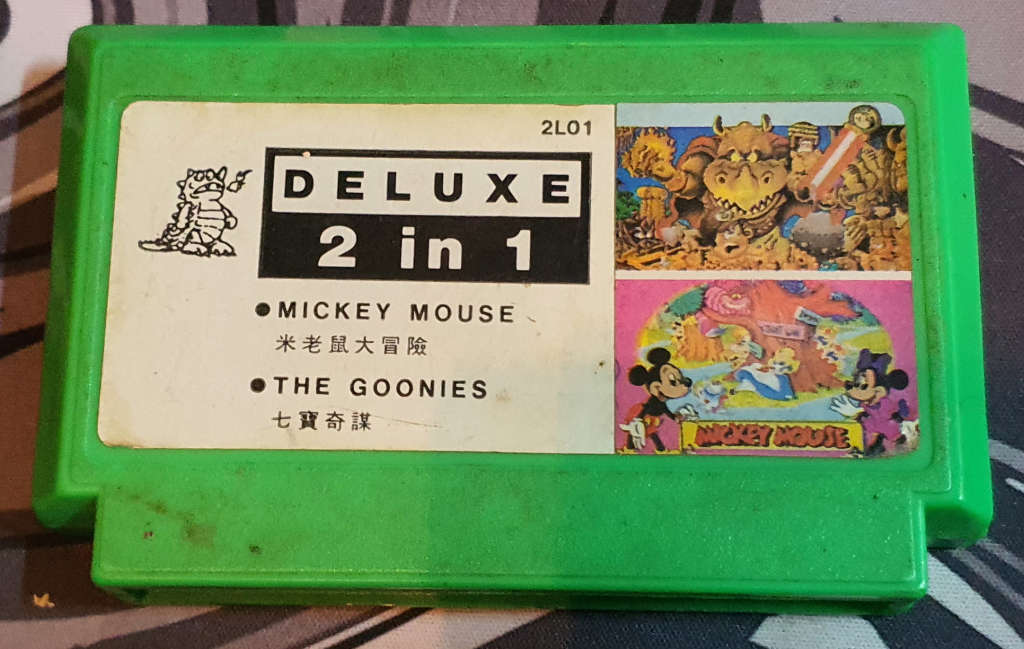 2L01
DELUXE
2 in 1
●MICKEY MOUSE
米老鼠大冒險
●THE GOONIES
七寶奇謀
MICKEY MOUSE